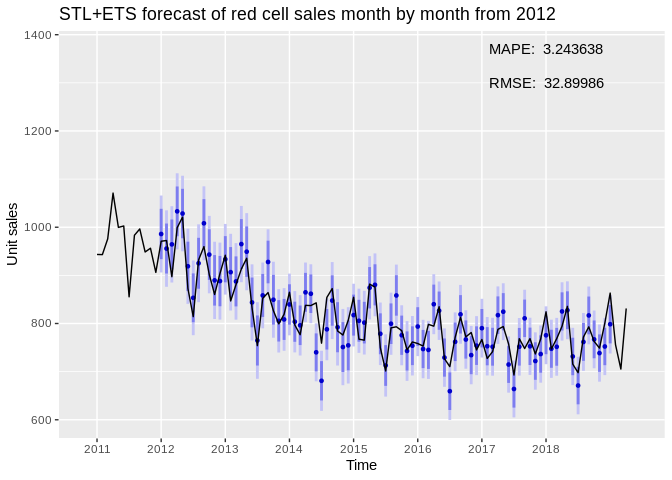 STL+ETS forecast of red cell sales month by month from 2012
1400
MAPE: 3.243638
RMSE: 32.89986
1200
1000
Unit sales
800
600
2011 2012 2013 2014 2015 2016 2017 2018
Time